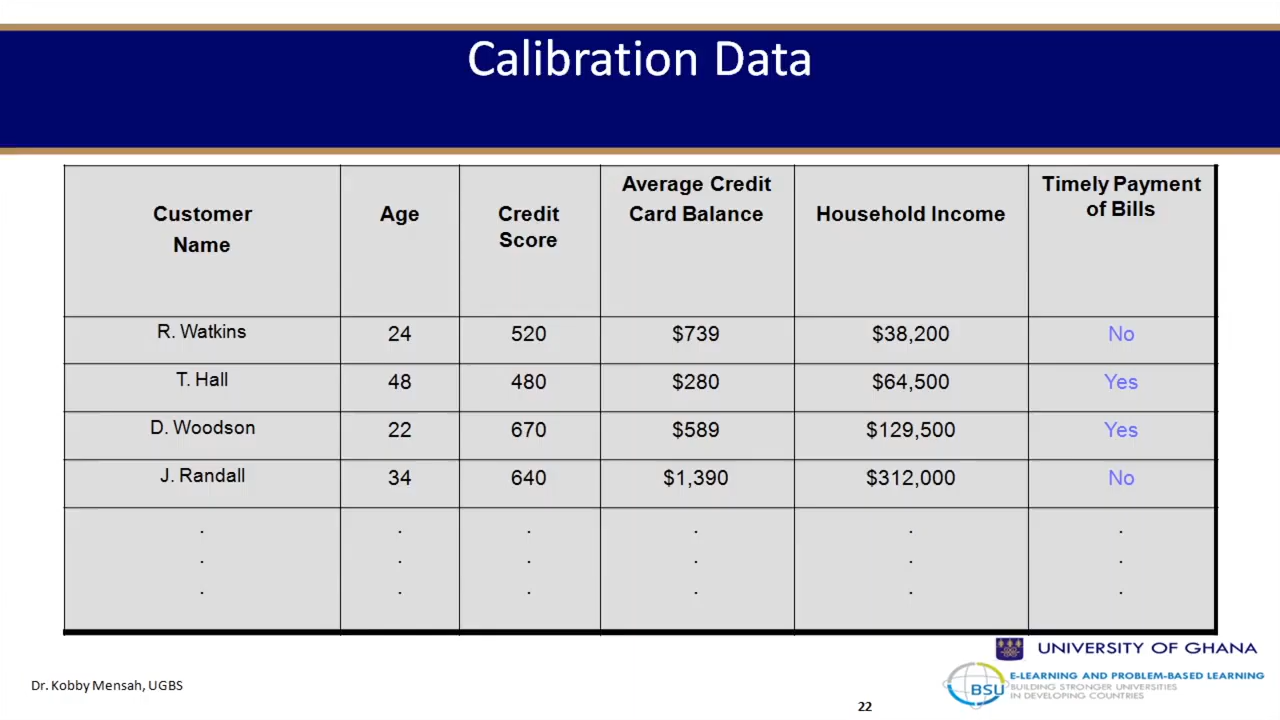 Calibration Data
Customer Name
Age
Credit Score
Average Credit Card Balance
Household Income
Timely Payment of Bills
R. Watkins 24 520 $739 $38,200 No
T. Hall 48 480 $280 $64,500 Yes
D. Woodson 22 670 $589 $129,500 Yes
J. Randall 34 640 $1,390 $312,000 No
. . . . . .
. . . . . .
. . . . . .
UNIVERSITY OF GHANA
BSU
E-LEARNING AND PROBLEM-BASED LEARNING
BUILDING STRONGER UNIVERSITIES
IN DEVELOPING COUNTRIES
Dr. Kobby Mensah, UGBS
22